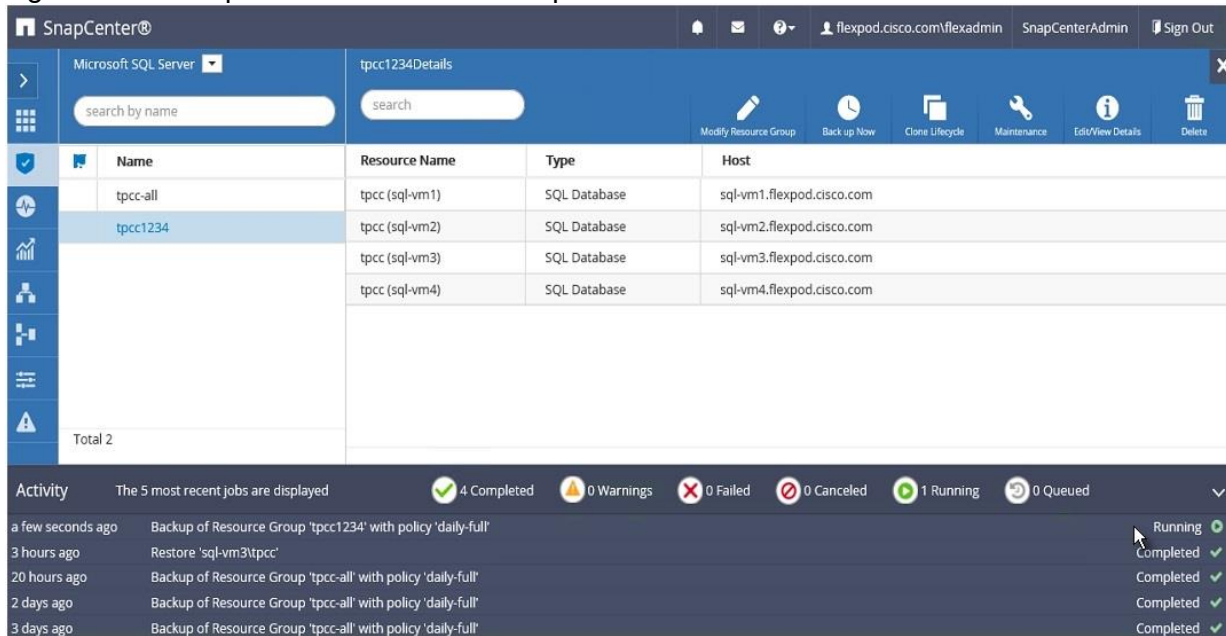 SnapCenter®
flexpod.cisco.com\flexadmin SnapCenterAdmin Sign Out
Microsoft SQL Server
tpcc1234Details
search by name
search
Modify Resource Group Back up Now Clone Lifecycle Maintenance Edit/View Details Delete
Name
Resource Name Type Host
tpcc-all
tpcc (sql-vm1) SQL Database sql-vm1.flexpod.cisco.com
tpcc1234
tpcc (sql-vm2) SQL Database sql-vm2.flexpod.cisco.com
tpcc (sql-vm3) SQL Database sql-vm3.flexpod.cisco.com
tpcc (sql-vm4) SQL Database sql-vm4.flexpod.cisco.com
Total 2
Activity The 5 most recent jobs are displayed 4 Completed 0 Warnings 0 Failed 0 Canceled 1 Running 0 Queued
a few seconds ago Backup of Resource Group 'tpcc1234' with policy 'daily-full' Running
3 hours ago Restore 'sql-vm3\tpcc' Completed
20 hours ago Backup of Resource Group 'tpcc-all' with policy 'daily-full' Completed
2 days ago Backup of Resource Group 'tpcc-all' with policy 'daily-full' Completed
3 days ago Backup of Resource Group 'tpcc-all' with policy 'daily-full' Completed